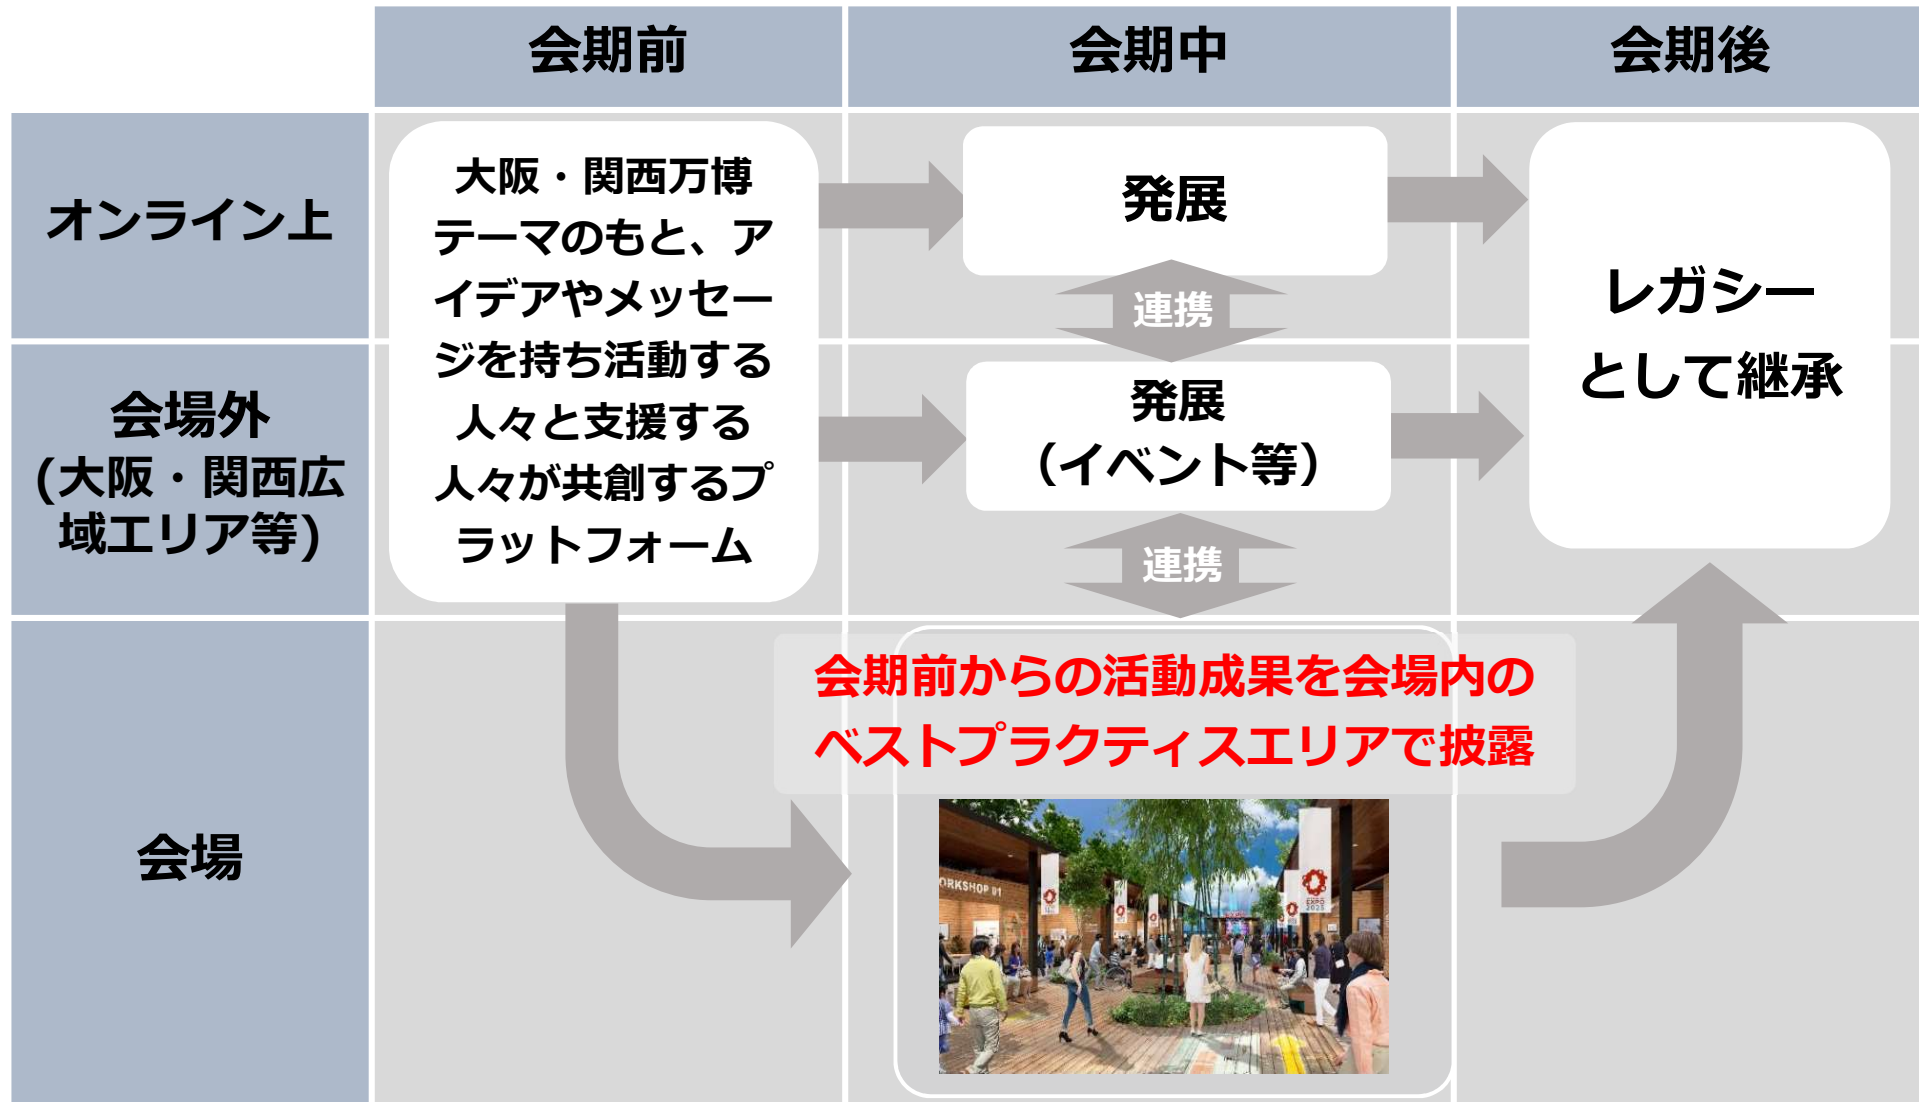 会期前
会期中
会期後
オンライン上
大阪・関西万博
テーマのもと、ア
イデアやメッセー
ジを持ち活動する
人々と支援する
人々が共創するプ
ラットフォーム
発展
連携
レガシー
として継承
会場外
(大阪・関西広
域エリア等)
発展
（イベント等）
連携
会場
会期前からの活動成果を会場内の
ベストプラクティスエリアで披露
ORKSHOP 01
EXPO
2025